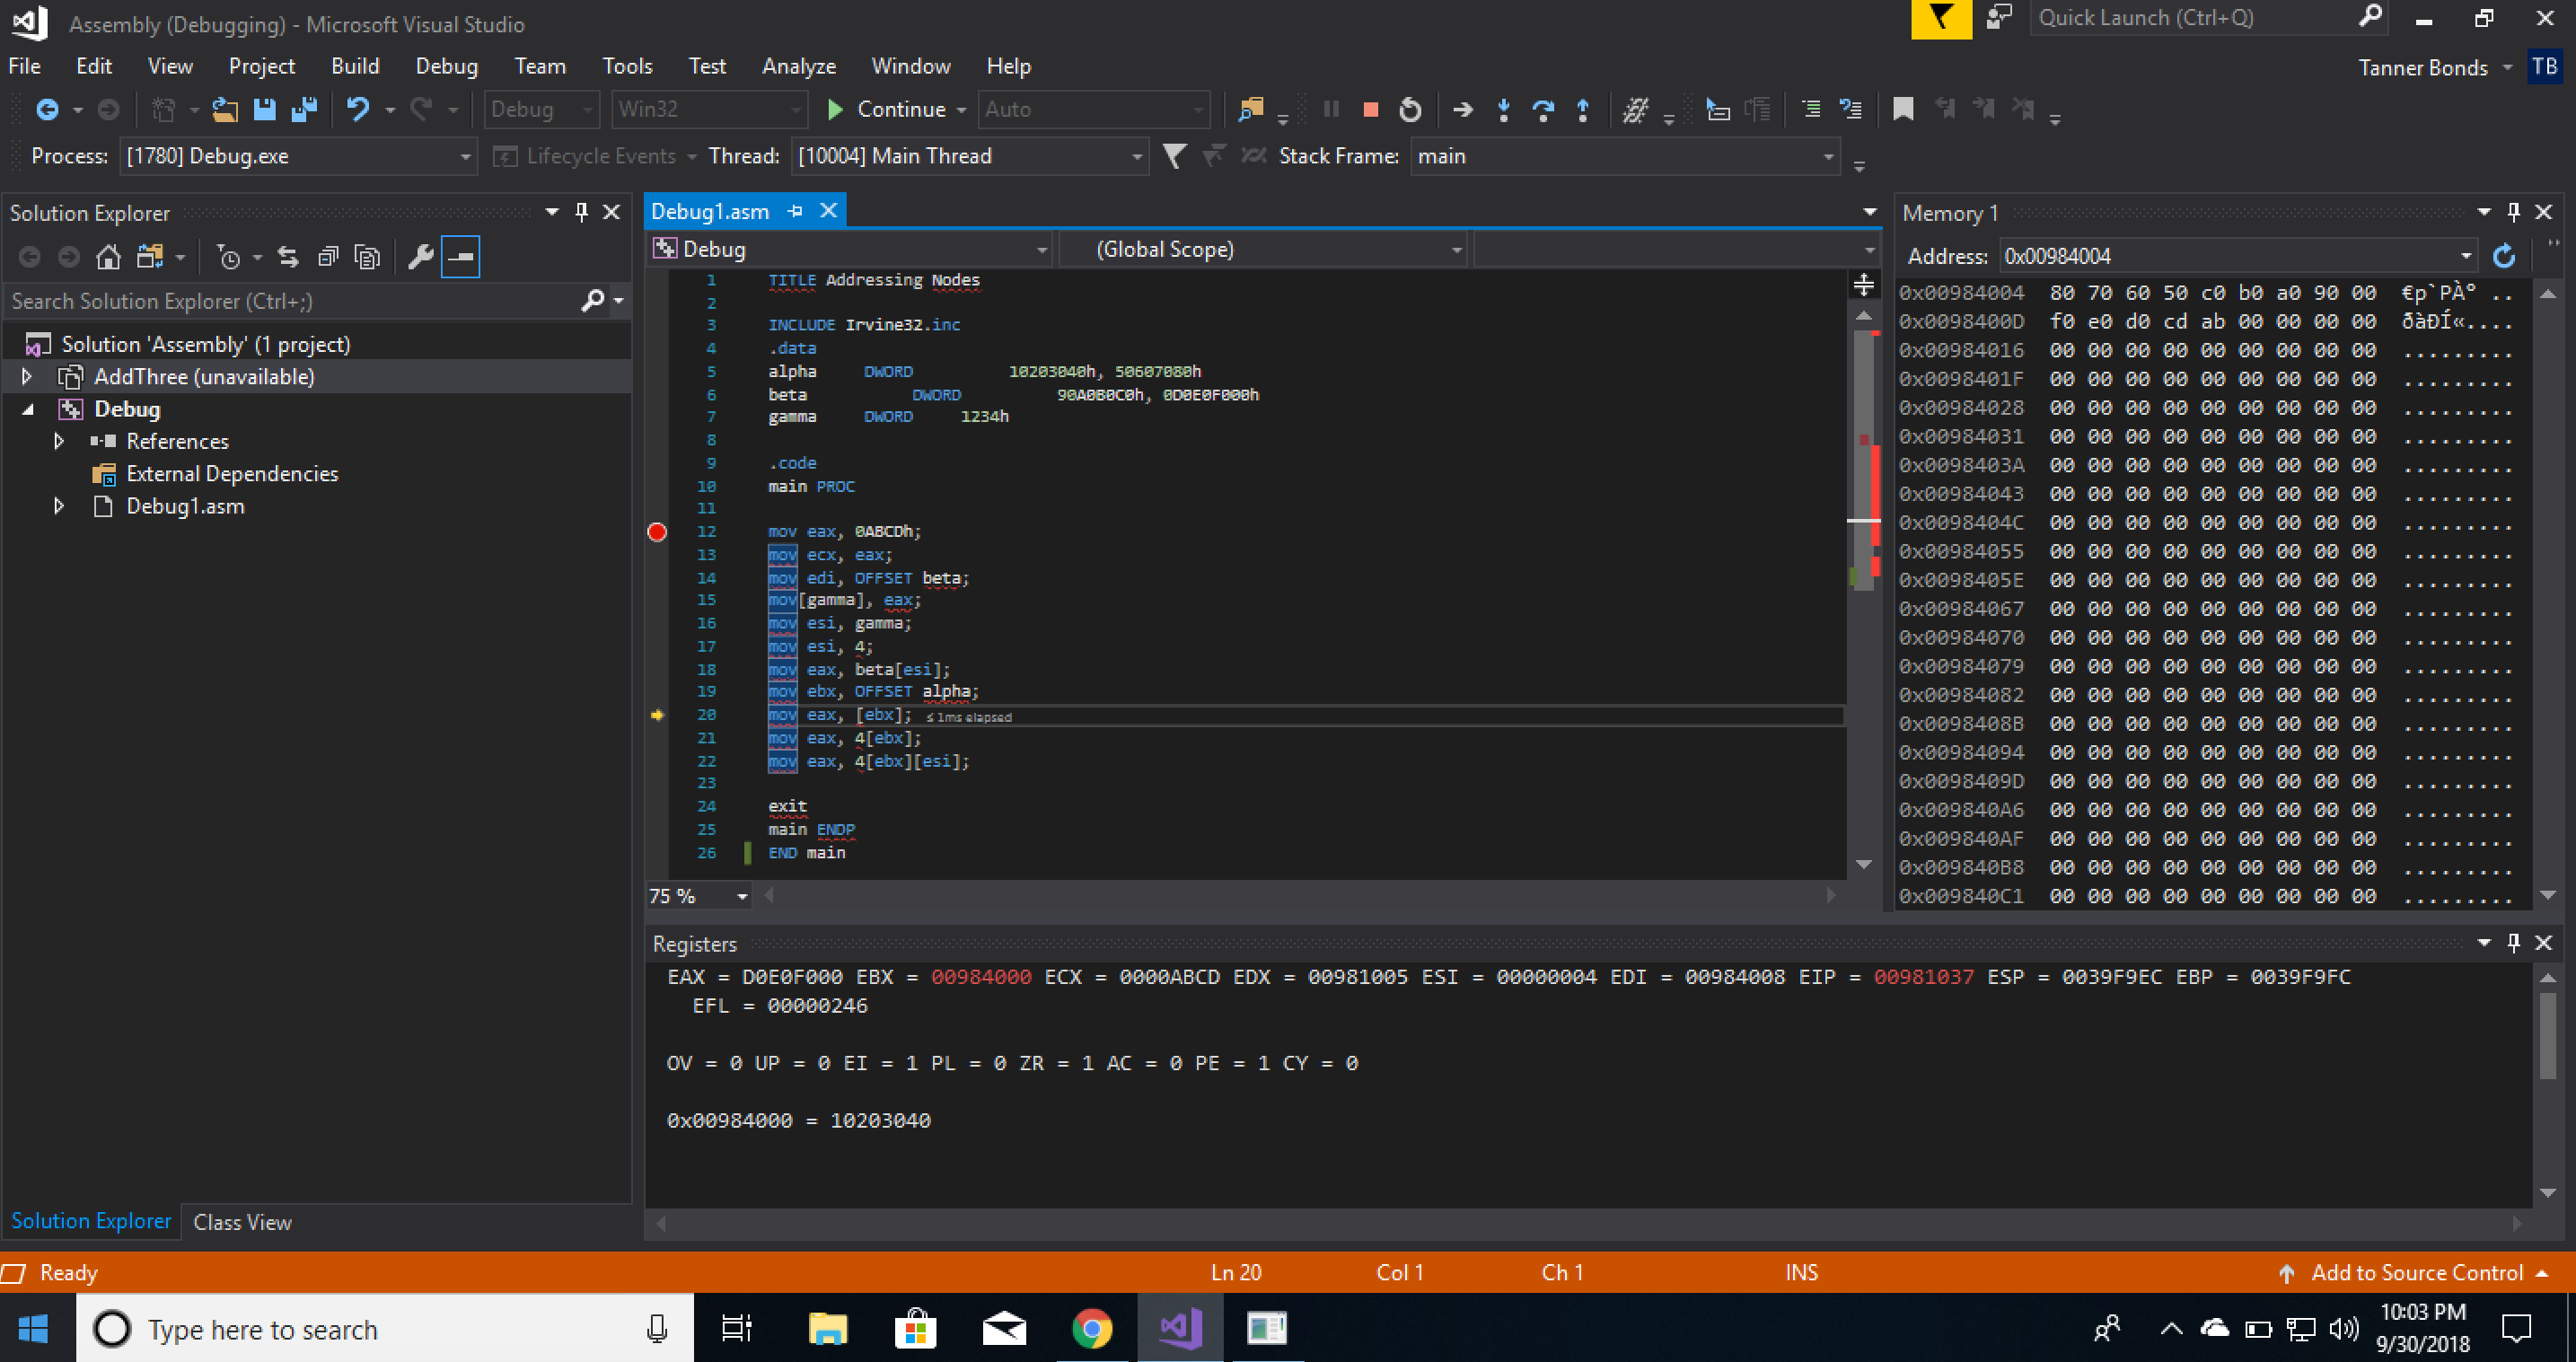 Assembly (Debugging) - Microsoft Visual Studio
Quick Launch (Ctrl+Q)
File Edit View Project Build Debug Team Tools Test Analyze Window Help
Tanner Bonds TB
Debug Win32 Continue Auto
Process: [1780] Debug.exe Lifecycle Events Thread: [10004] Main Thread Stack Frame: main
Solution Explorer
Search Solution Explorer (Ctrl+;)
Solution 'Assembly' (1 project)
AddThree (unavailable)
Debug
References
External Dependencies
Debug1.asm
Solution Explorer Class View
Debug1.asm
Debug (Global Scope)
1 TITLE Addressing Nodes
2
3 INCLUDE Irvine32.inc
4 .data
5 alpha DWORD 10203040h, 50607080h
6 beta DWORD 90A0B0C0h, 0D0E0F000h
7 gamma DWORD 1234h
8
9 .code
10 main PROC
11
12 mov eax, 0ABCDh;
13 mov ecx, eax;
14 mov edi, OFFSET beta;
15 mov[gamma], eax;
16 mov esi, gamma;
17 mov esi, 4;
18 mov eax, beta[esi];
19 mov ebx, OFFSET alpha;
20 mov eax, [ebx]; ≤ 1ms elapsed
21 mov eax, 4[ebx];
22 mov eax, 4[ebx][esi];
23
24 exit
25 main ENDP
26 END main
75 %
Memory 1
Address: 0x00984004
0x00984004 80 70 60 50 c0 b0 a0 90 00 €p`PÀ° ..
0x0098400D f0 e0 d0 cd ab 00 00 00 00 ðàÐÍ«....
0x00984016 00 00 00 00 00 00 00 00 00 .........
0x0098401F 00 00 00 00 00 00 00 00 00 .........
0x00984028 00 00 00 00 00 00 00 00 00 .........
0x00984031 00 00 00 00 00 00 00 00 00 .........
0x0098403A 00 00 00 00 00 00 00 00 00 .........
0x00984043 00 00 00 00 00 00 00 00 00 .........
0x0098404C 00 00 00 00 00 00 00 00 00 .........
0x00984055 00 00 00 00 00 00 00 00 00 .........
0x0098405E 00 00 00 00 00 00 00 00 00 .........
0x00984067 00 00 00 00 00 00 00 00 00 .........
0x00984070 00 00 00 00 00 00 00 00 00 .........
0x00984079 00 00 00 00 00 00 00 00 00 .........
0x00984082 00 00 00 00 00 00 00 00 00 .........
0x0098408B 00 00 00 00 00 00 00 00 00 .........
0x00984094 00 00 00 00 00 00 00 00 00 .........
0x0098409D 00 00 00 00 00 00 00 00 00 .........
0x009840A6 00 00 00 00 00 00 00 00 00 .........
0x009840AF 00 00 00 00 00 00 00 00 00 .........
0x009840B8 00 00 00 00 00 00 00 00 00 .........
0x009840C1 00 00 00 00 00 00 00 00 00 .........
Registers
EAX = D0E0F000 EBX = 00984000 ECX = 0000ABCD EDX = 00981005 ESI = 00000004 EDI = 00984008 EIP = 00981037 ESP = 0039F9EC EBP = 0039F9FC
EFL = 00000246
OV = 0 UP = 0 EI = 1 PL = 0 ZR = 1 AC = 0 PE = 1 CY = 0
0x00984000 = 10203040
Ready Ln 20 Col 1 Ch 1 INS Add to Source Control
Type here to search
10:03 PM
9/30/2018